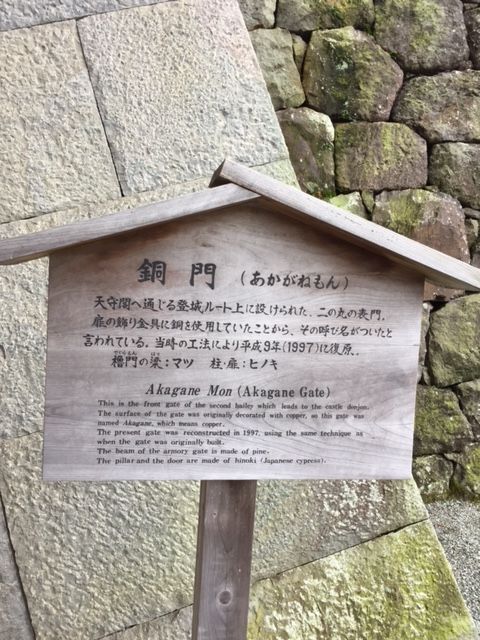 銅門 (あかがねもん)
天守閣へ通じる登城ルート上に設けられた、二の丸の表門。
扉の飾り金具に銅を使用していたことから、その呼び名がついたと
言われている。当時の工法により平成9年(1997)に復原。
櫓門の梁:マツ 柱・扉:ヒノキ
Akagane Mon (Akagane Gate)
This is the front gate of the second bailey which leads to the castle donjon.
The surface of the gate was originally decorated with copper, so this gate was
named Akagane, which means copper.
The present gate was reconstructed in 1997, using the same technique as
when the gate was originally built.
The beam of the armory gate is made of pine.
The pillar and the door are made of hinoki (Japanese cypress).